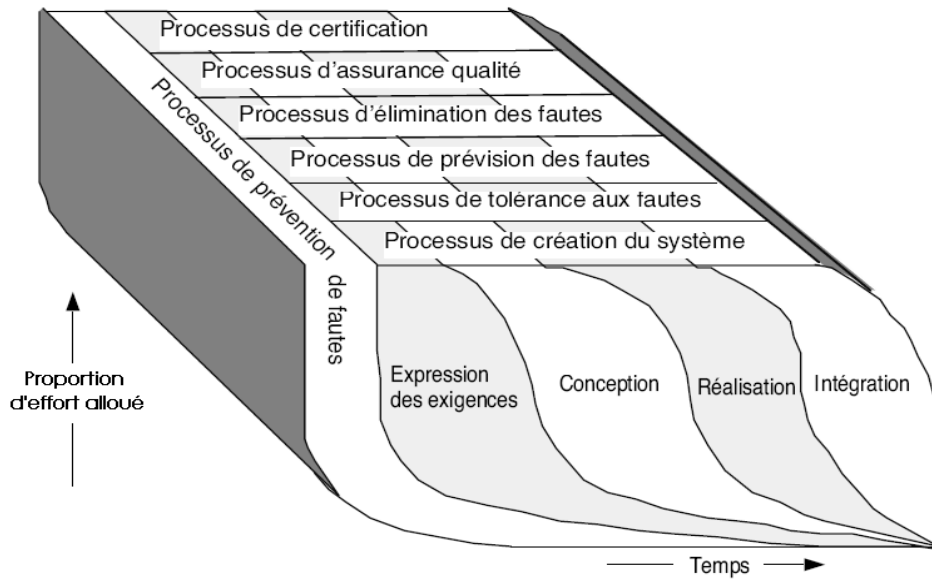 Processus de certification
Processus d'assurance qualité
Processus d'élimination des fautes
Processus de prévision des fautes
Processus de tolérance aux fautes
Processus de création du système
Processus de prévention
de fautes
Proportion
d'effort alloué
Expression
des exigences
Conception
Réalisation
Intégration
Temps